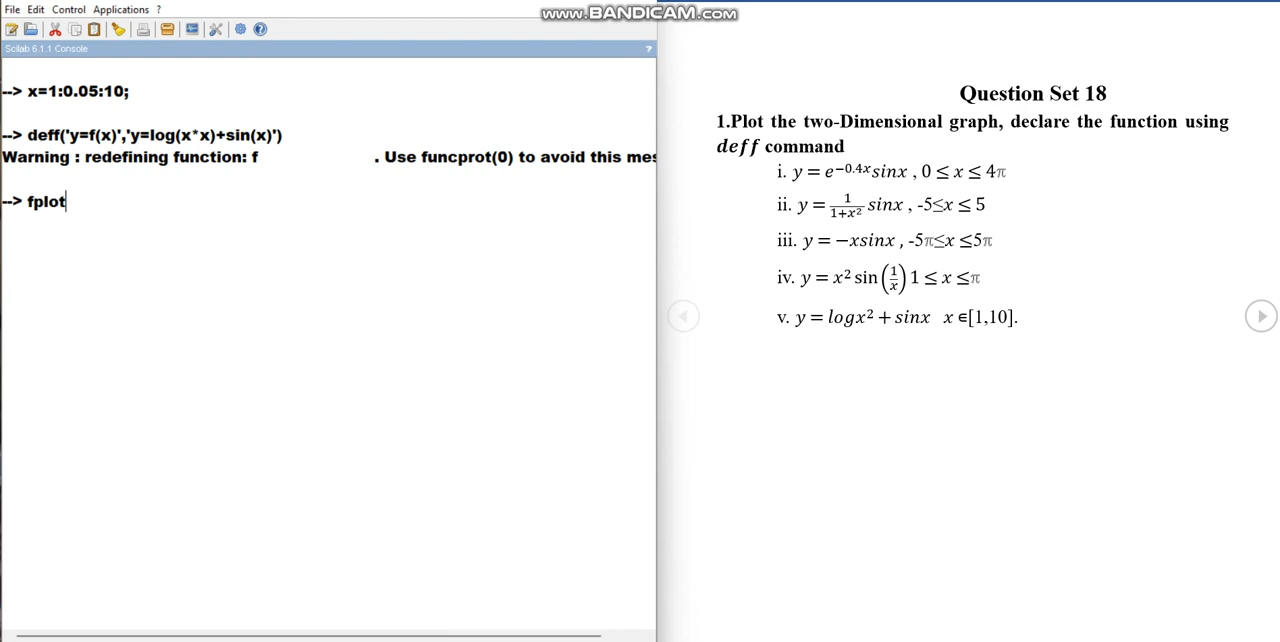 www.BANDICAM.com
File Edit Control Applications ?
Scilab 6.1.1 Console ?
--> x=1:0.05:10;
--> deff('y=f(x)','y=log(x*x)+sin(x)')
Warning : redefining function: f . Use funcprot(0) to avoid this mes
--> fplot
Question Set 18
1.Plot the two-Dimensional graph, declare the function using
deff command
i. y = e^−0.4x sinx , 0 ≤ x ≤ 4π
ii. y = 1/1+x² sinx , -5≤x ≤ 5
iii. y = −xsinx , -5π≤x ≤5π
iv. y = x² sin(1/x) 1 ≤ x ≤π
v. y = logx² + sinx x ∈[1,10].